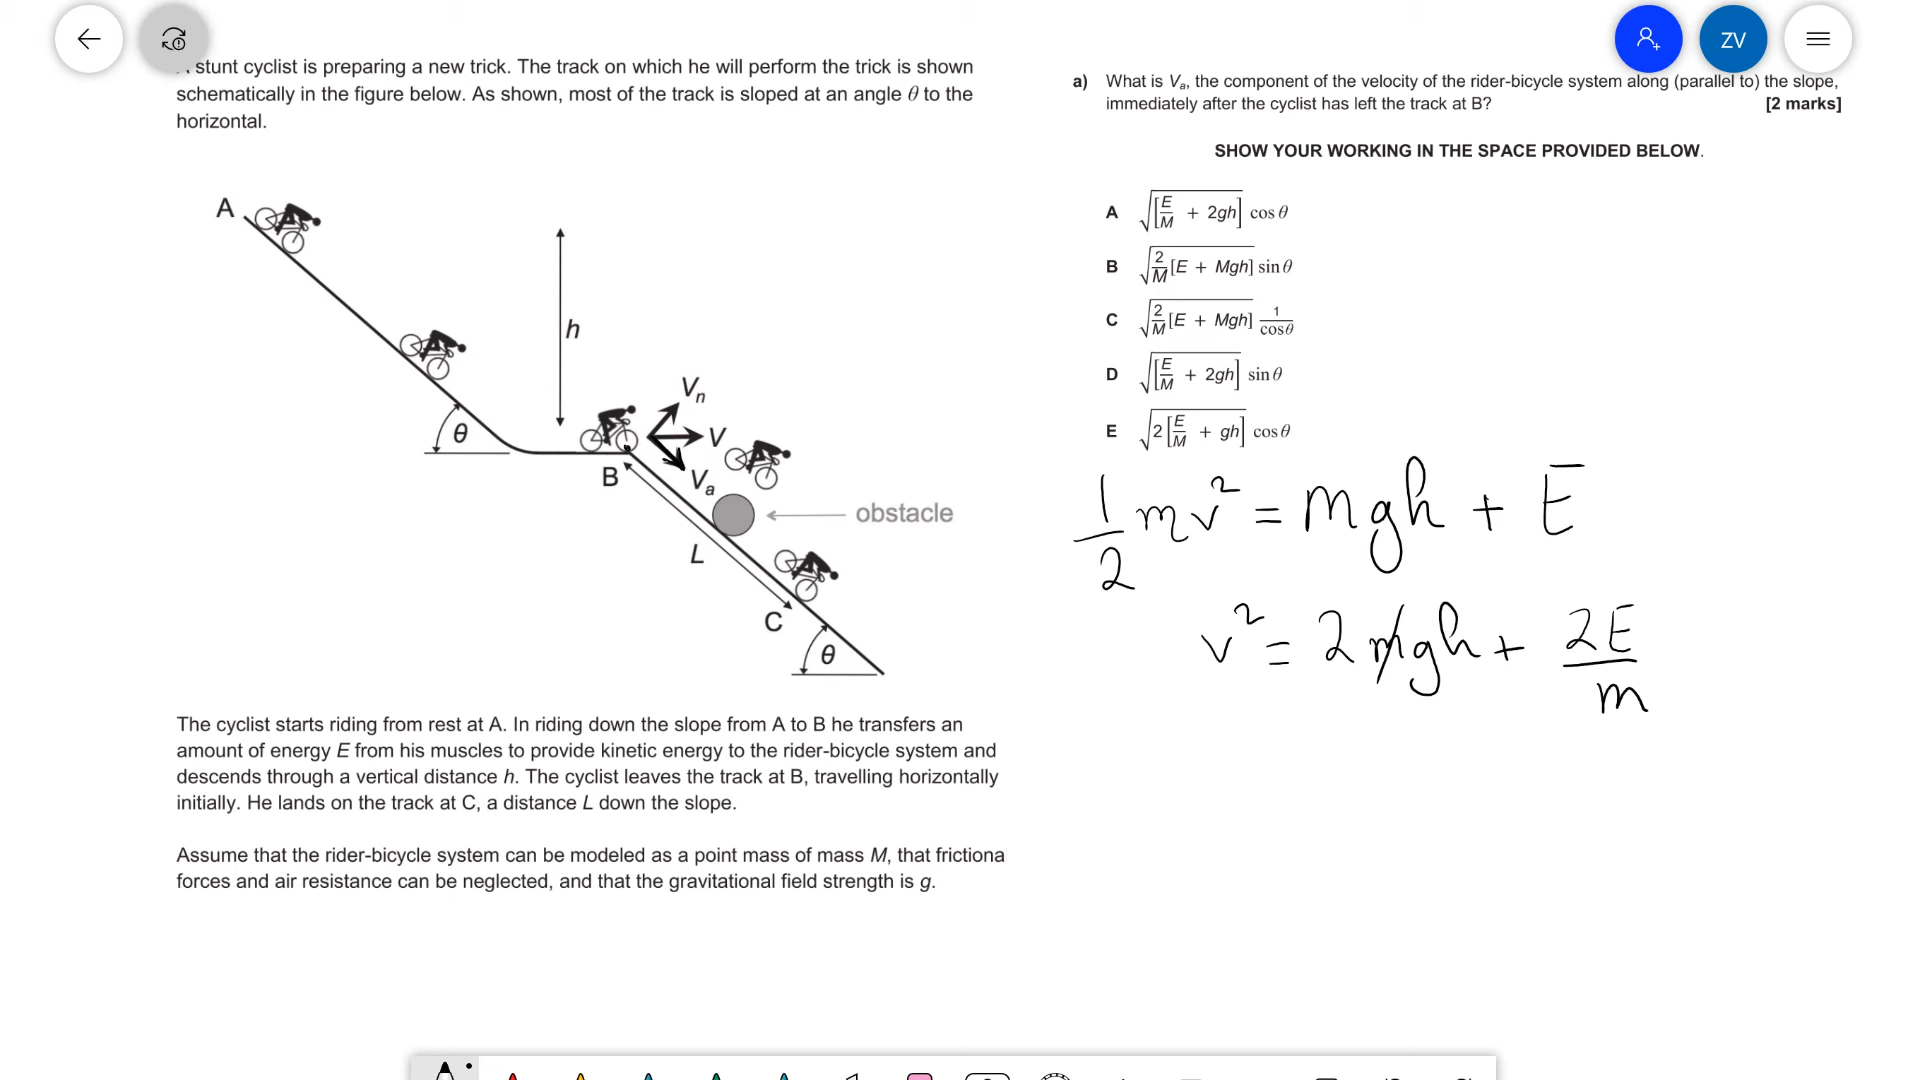 ZV
stunt cyclist is preparing a new trick. The track on which he will perform the trick is shown
schematically in the figure below. As shown, most of the track is sloped at an angle θ to the
horizontal.
A
h
θ
B
Vn
V
Va
obstacle
L
C
θ
The cyclist starts riding from rest at A. In riding down the slope from A to B he transfers an
amount of energy E from his muscles to provide kinetic energy to the rider-bicycle system and
descends through a vertical distance h. The cyclist leaves the track at B, travelling horizontally
initially. He lands on the track at C, a distance L down the slope.
Assume that the rider-bicycle system can be modeled as a point mass of mass M, that frictiona
forces and air resistance can be neglected, and that the gravitational field strength is g.
a) What is Va, the component of the velocity of the rider-bicycle system along (parallel to) the slope,
immediately after the cyclist has left the track at B? [2 marks]
SHOW YOUR WORKING IN THE SPACE PROVIDED BELOW.
A √[E/M + 2gh] cos θ
B √2/M[E + Mgh] sin θ
C √2/M[E + Mgh] 1/cosθ
D √[E/M + 2gh] sin θ
E √2[E/M + gh] cos θ
1/2 mv² = mgh + E
v² = 2mgh + 2E/m